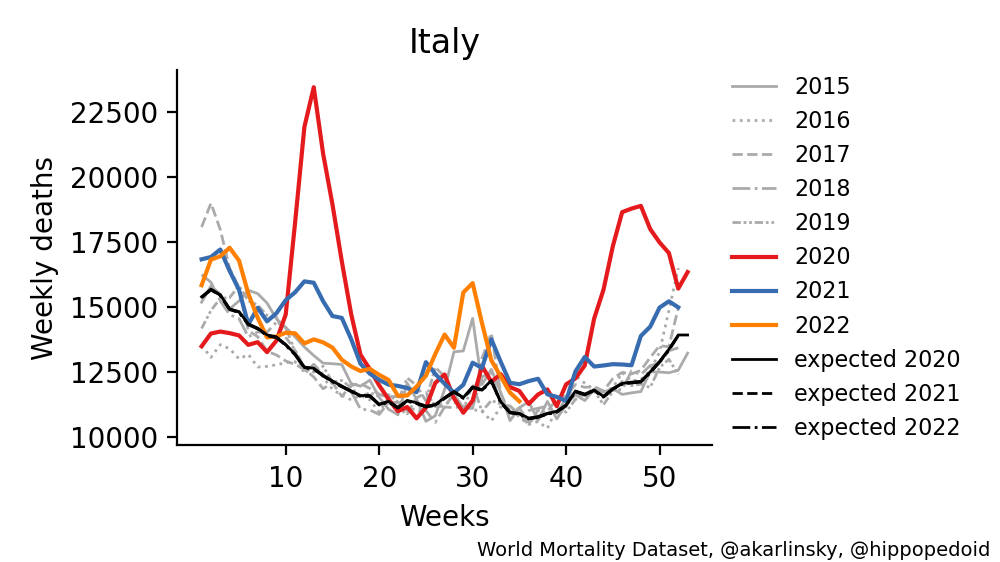 Italy
Weekly deaths
22500
20000
17500
15000
12500
10000
10 20 30 40 50
Weeks
2015
2016
2017
2018
2019
2020
2021
2022
expected 2020
expected 2021
expected 2022
World Mortality Dataset, @akarlinsky, @hippopedoid